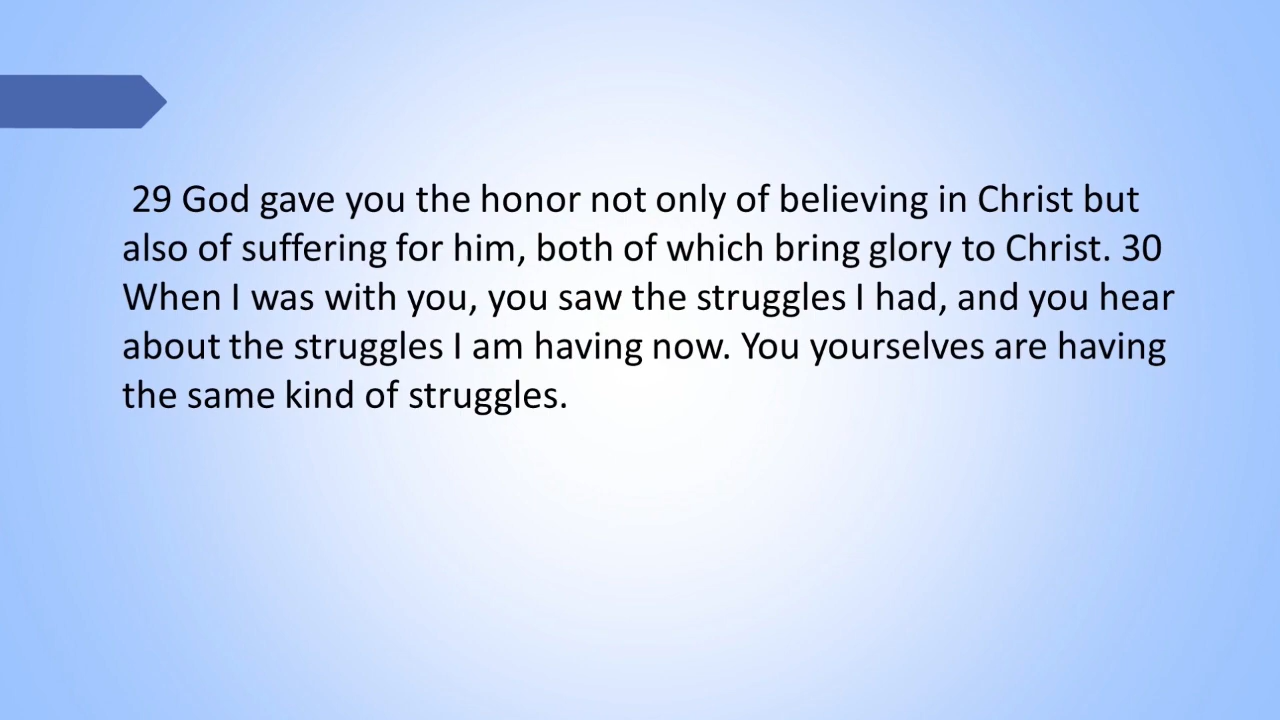 29 God gave you the honor not only of believing in Christ but
also of suffering for him, both of which bring glory to Christ. 30
When I was with you, you saw the struggles I had, and you hear
about the struggles I am having now. You yourselves are having
the same kind of struggles.